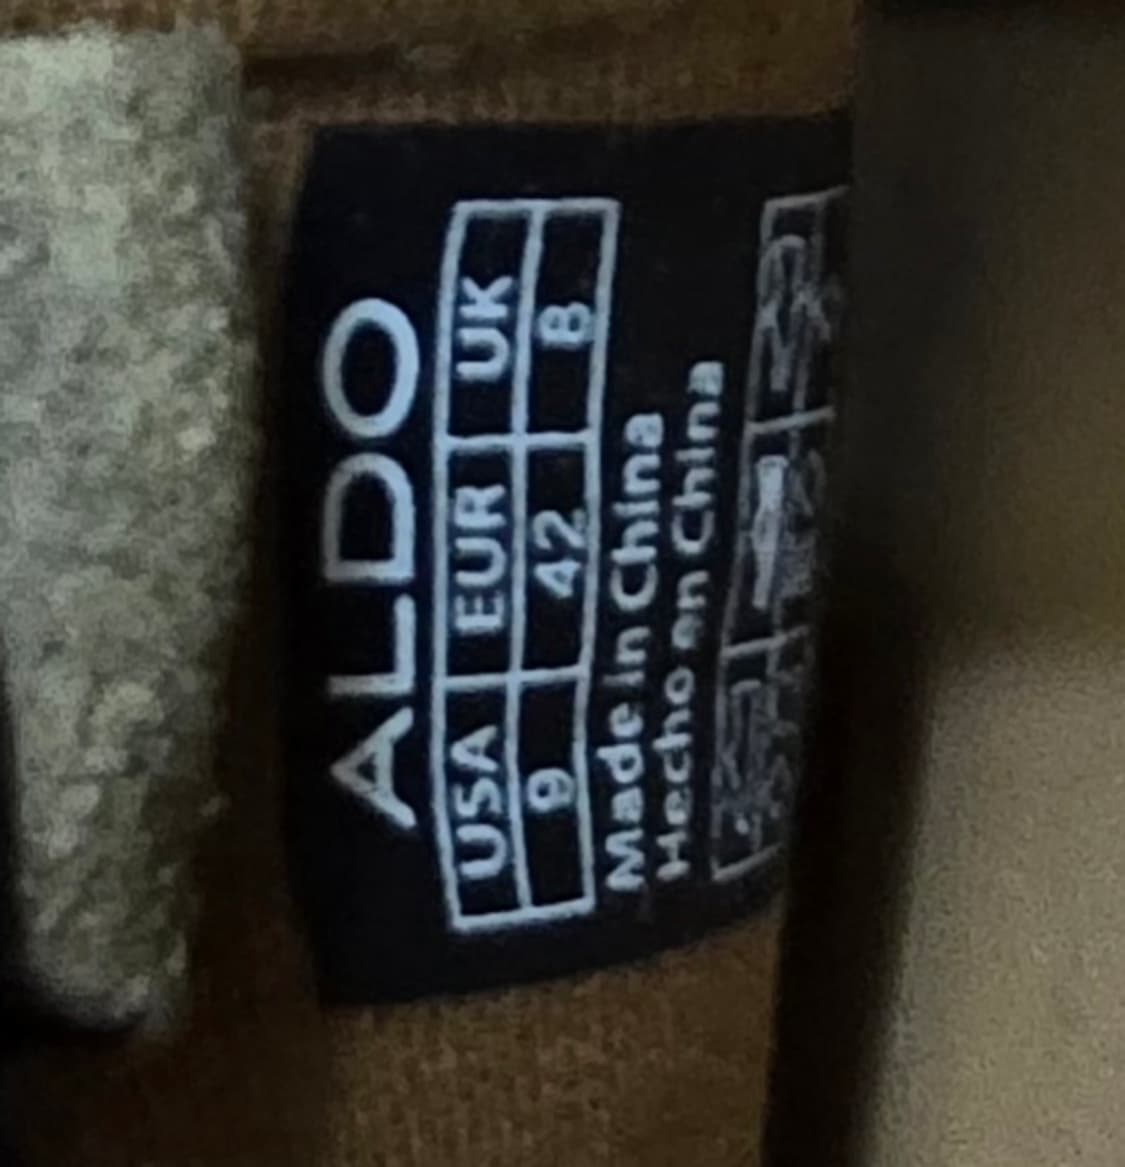 ALDO
USA EUR UK
9 42 8
Made in China
Hecho en China